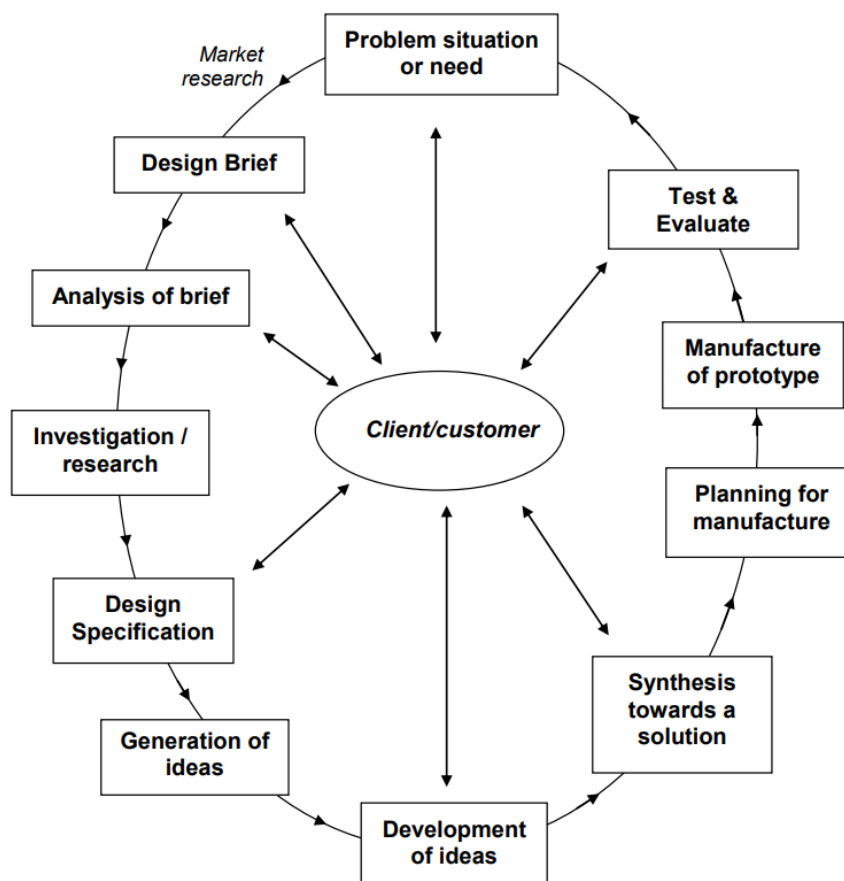 Problem situation
or need
Market
research
Design Brief
Analysis of brief
Investigation /
research
Design
Specification
Generation of
ideas
Development
of ideas
Synthesis
towards a
solution
Planning for
manufacture
Manufacture
of prototype
Test &
Evaluate
Client/customer